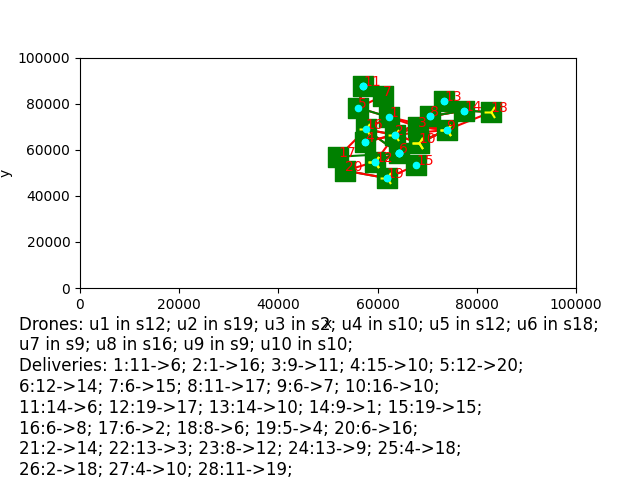 100000
80000
60000
y
40000
20000
0
0 20000 40000 60000 80000 100000
x
Drones: u1 in s12; u2 in s19; u3 in s2; u4 in s10; u5 in s12; u6 in s18;
u7 in s9; u8 in s16; u9 in s9; u10 in s10;
Deliveries: 1:11->6; 2:1->16; 3:9->11; 4:15->10; 5:12->20;
6:12->14; 7:6->15; 8:11->17; 9:6->7; 10:16->10;
11:14->6; 12:19->17; 13:14->10; 14:9->1; 15:19->15;
16:6->8; 17:6->2; 18:8->6; 19:5->4; 20:6->16;
21:2->14; 22:13->3; 23:8->12; 24:13->9; 25:4->18;
26:2->18; 27:4->10; 28:11->19;